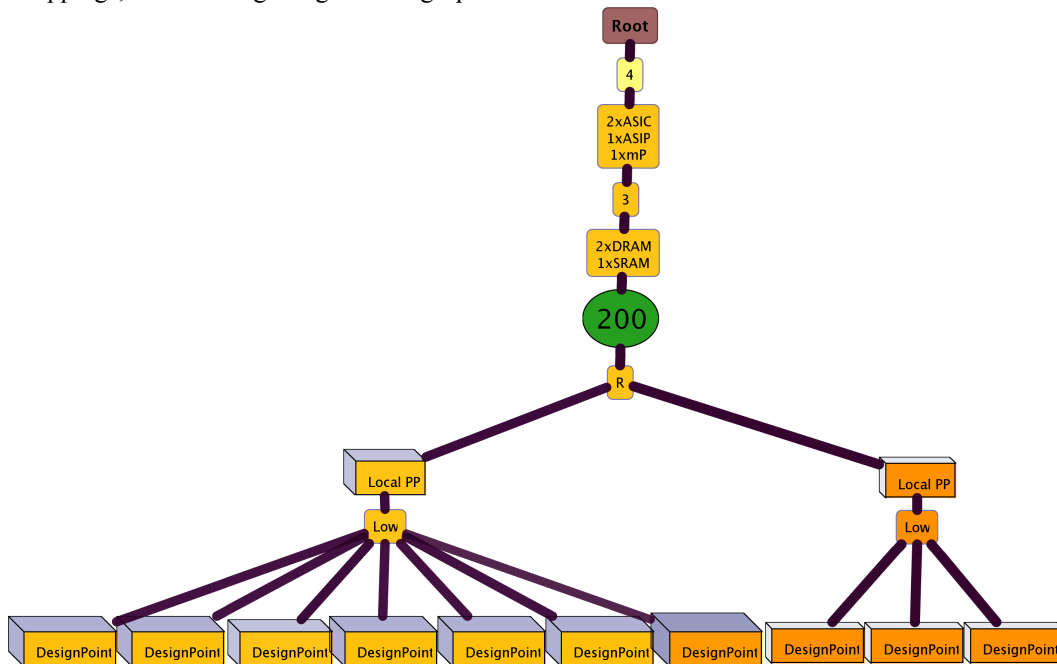 Root
4
2xASIC
1xASIP
1xmP
3
2xDRAM
1xSRAM
200
R
Local PP
Local PP
Low
Low
DesignPoint
DesignPoint
DesignPoint
DesignPoint
DesignPoint
DesignPoint
DesignPoint
DesignPoint
DesignPoint
DesignPoint